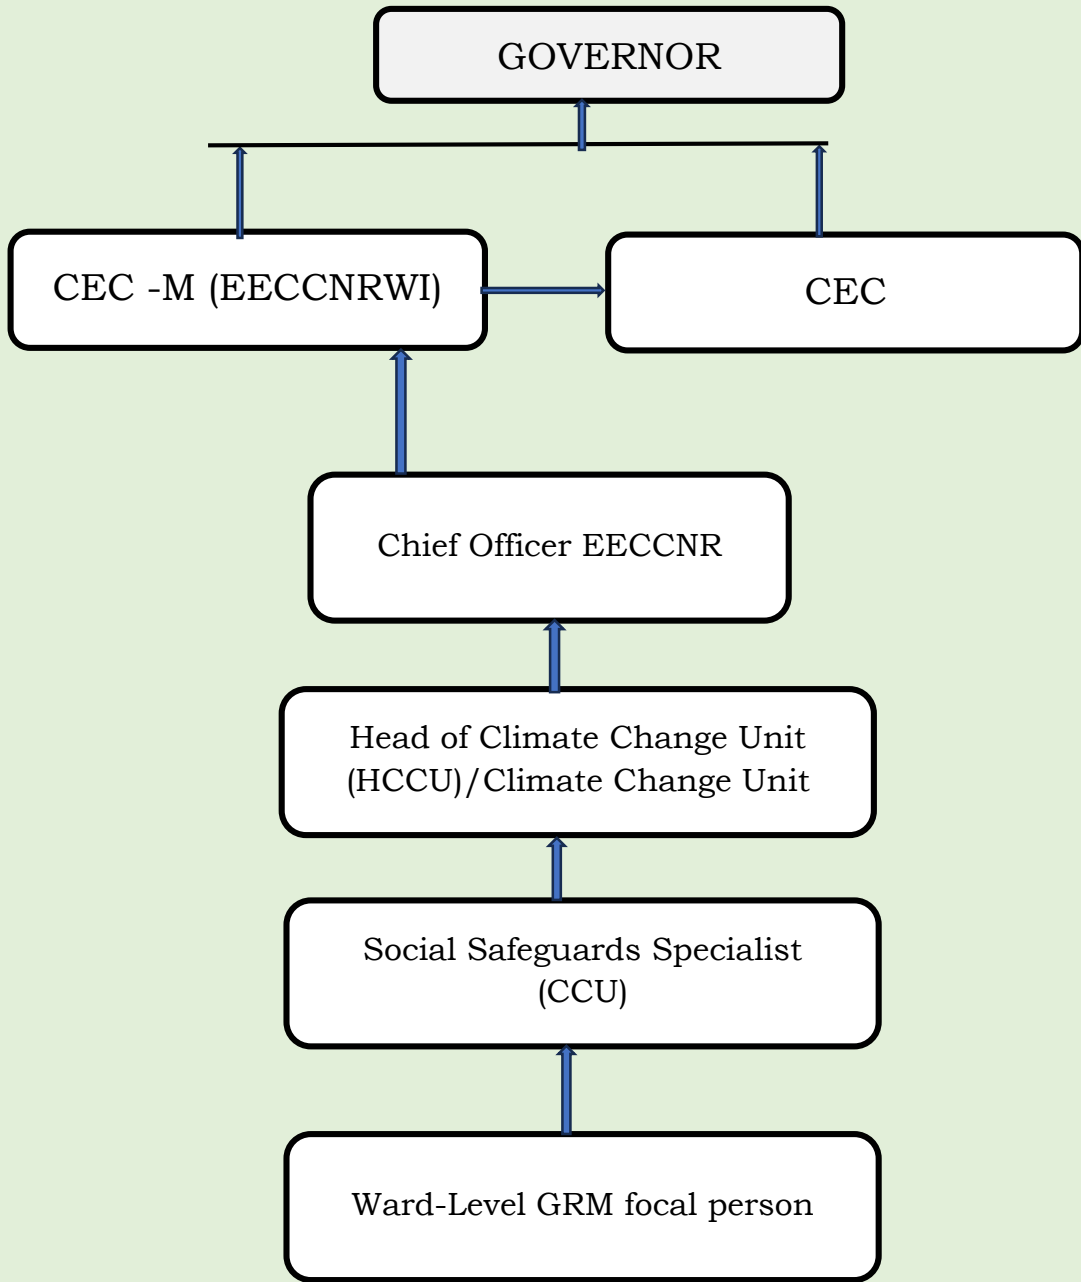 GOVERNOR
CEC -M (EECCNRWI)
CEC
Chief Officer EECCNR
Head of Climate Change Unit
(HCCU)/Climate Change Unit
Social Safeguards Specialist
(CCU)
Ward-Level GRM focal person